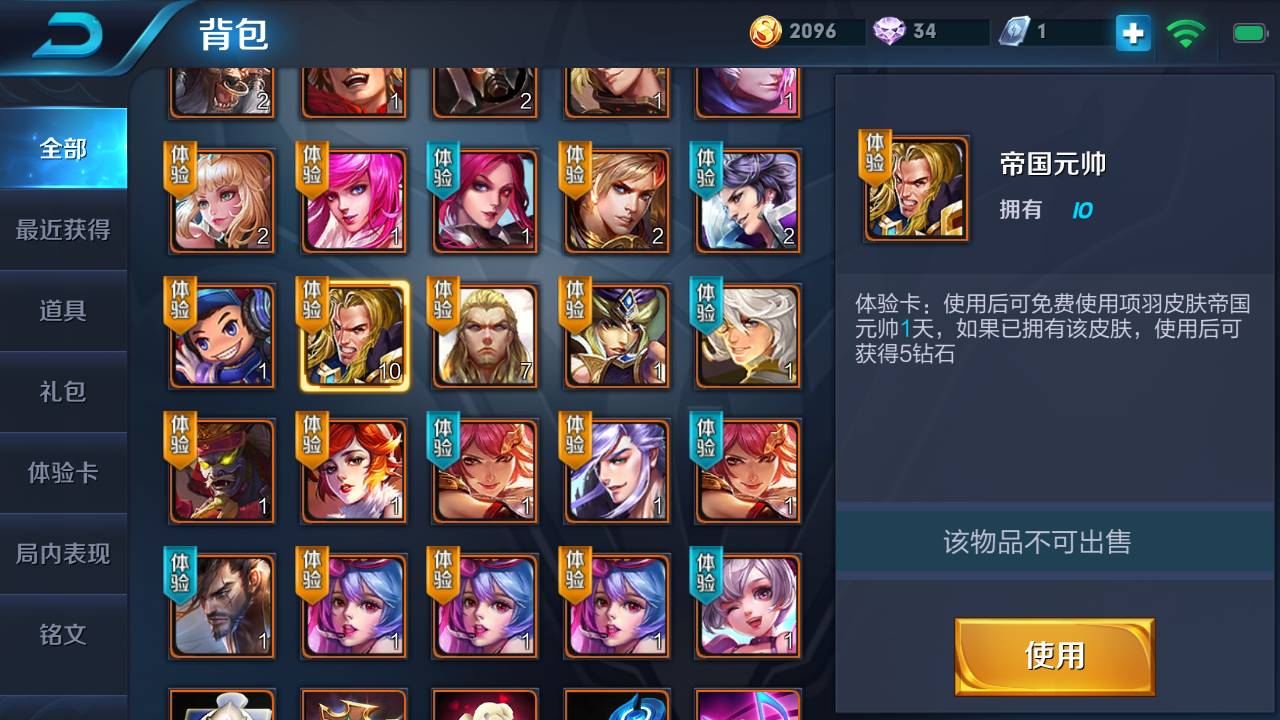 背包
2096
34
1
全部
最近获得
道具
礼包
体验卡
局内表现
铭文
2
1
2
1
1
体验
2
体验
1
体验
1
体验
2
体验
2
体验
1
体验
10
体验
7
体验
1
体验
1
体验
1
体验
1
体验
1
体验
1
体验
1
体验
1
体验
1
体验
1
体验
1
体验
1
体验
帝国元帅
拥有 10
体验卡：使用后可免费使用项羽皮肤帝国
元帅1天，如果已拥有该皮肤，使用后可
获得5钻石
该物品不可出售
使用